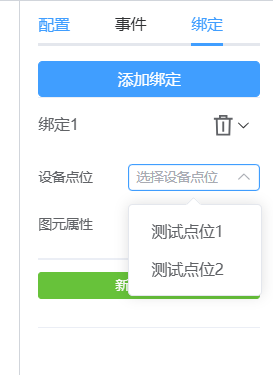 配置 事件 绑定
添加绑定
绑定1
设备点位 选择设备点位
图元属性
测试点位1
测试点位2
新